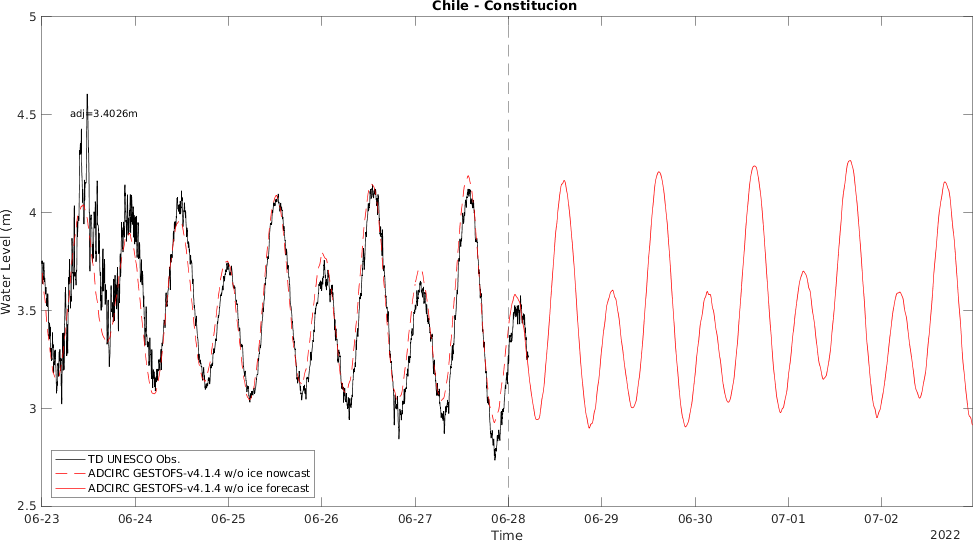 Chile - Constitucion
5
4.5
4
3.5
3
2.5
Water Level (m)
adj=3.4026m
TD UNESCO Obs.
ADCIRC GESTOFS-v4.1.4 w/o ice nowcast
ADCIRC GESTOFS-v4.1.4 w/o ice forecast
06-23 06-24 06-25 06-26 06-27 06-28 06-29 06-30 07-01 07-02
Time
2022